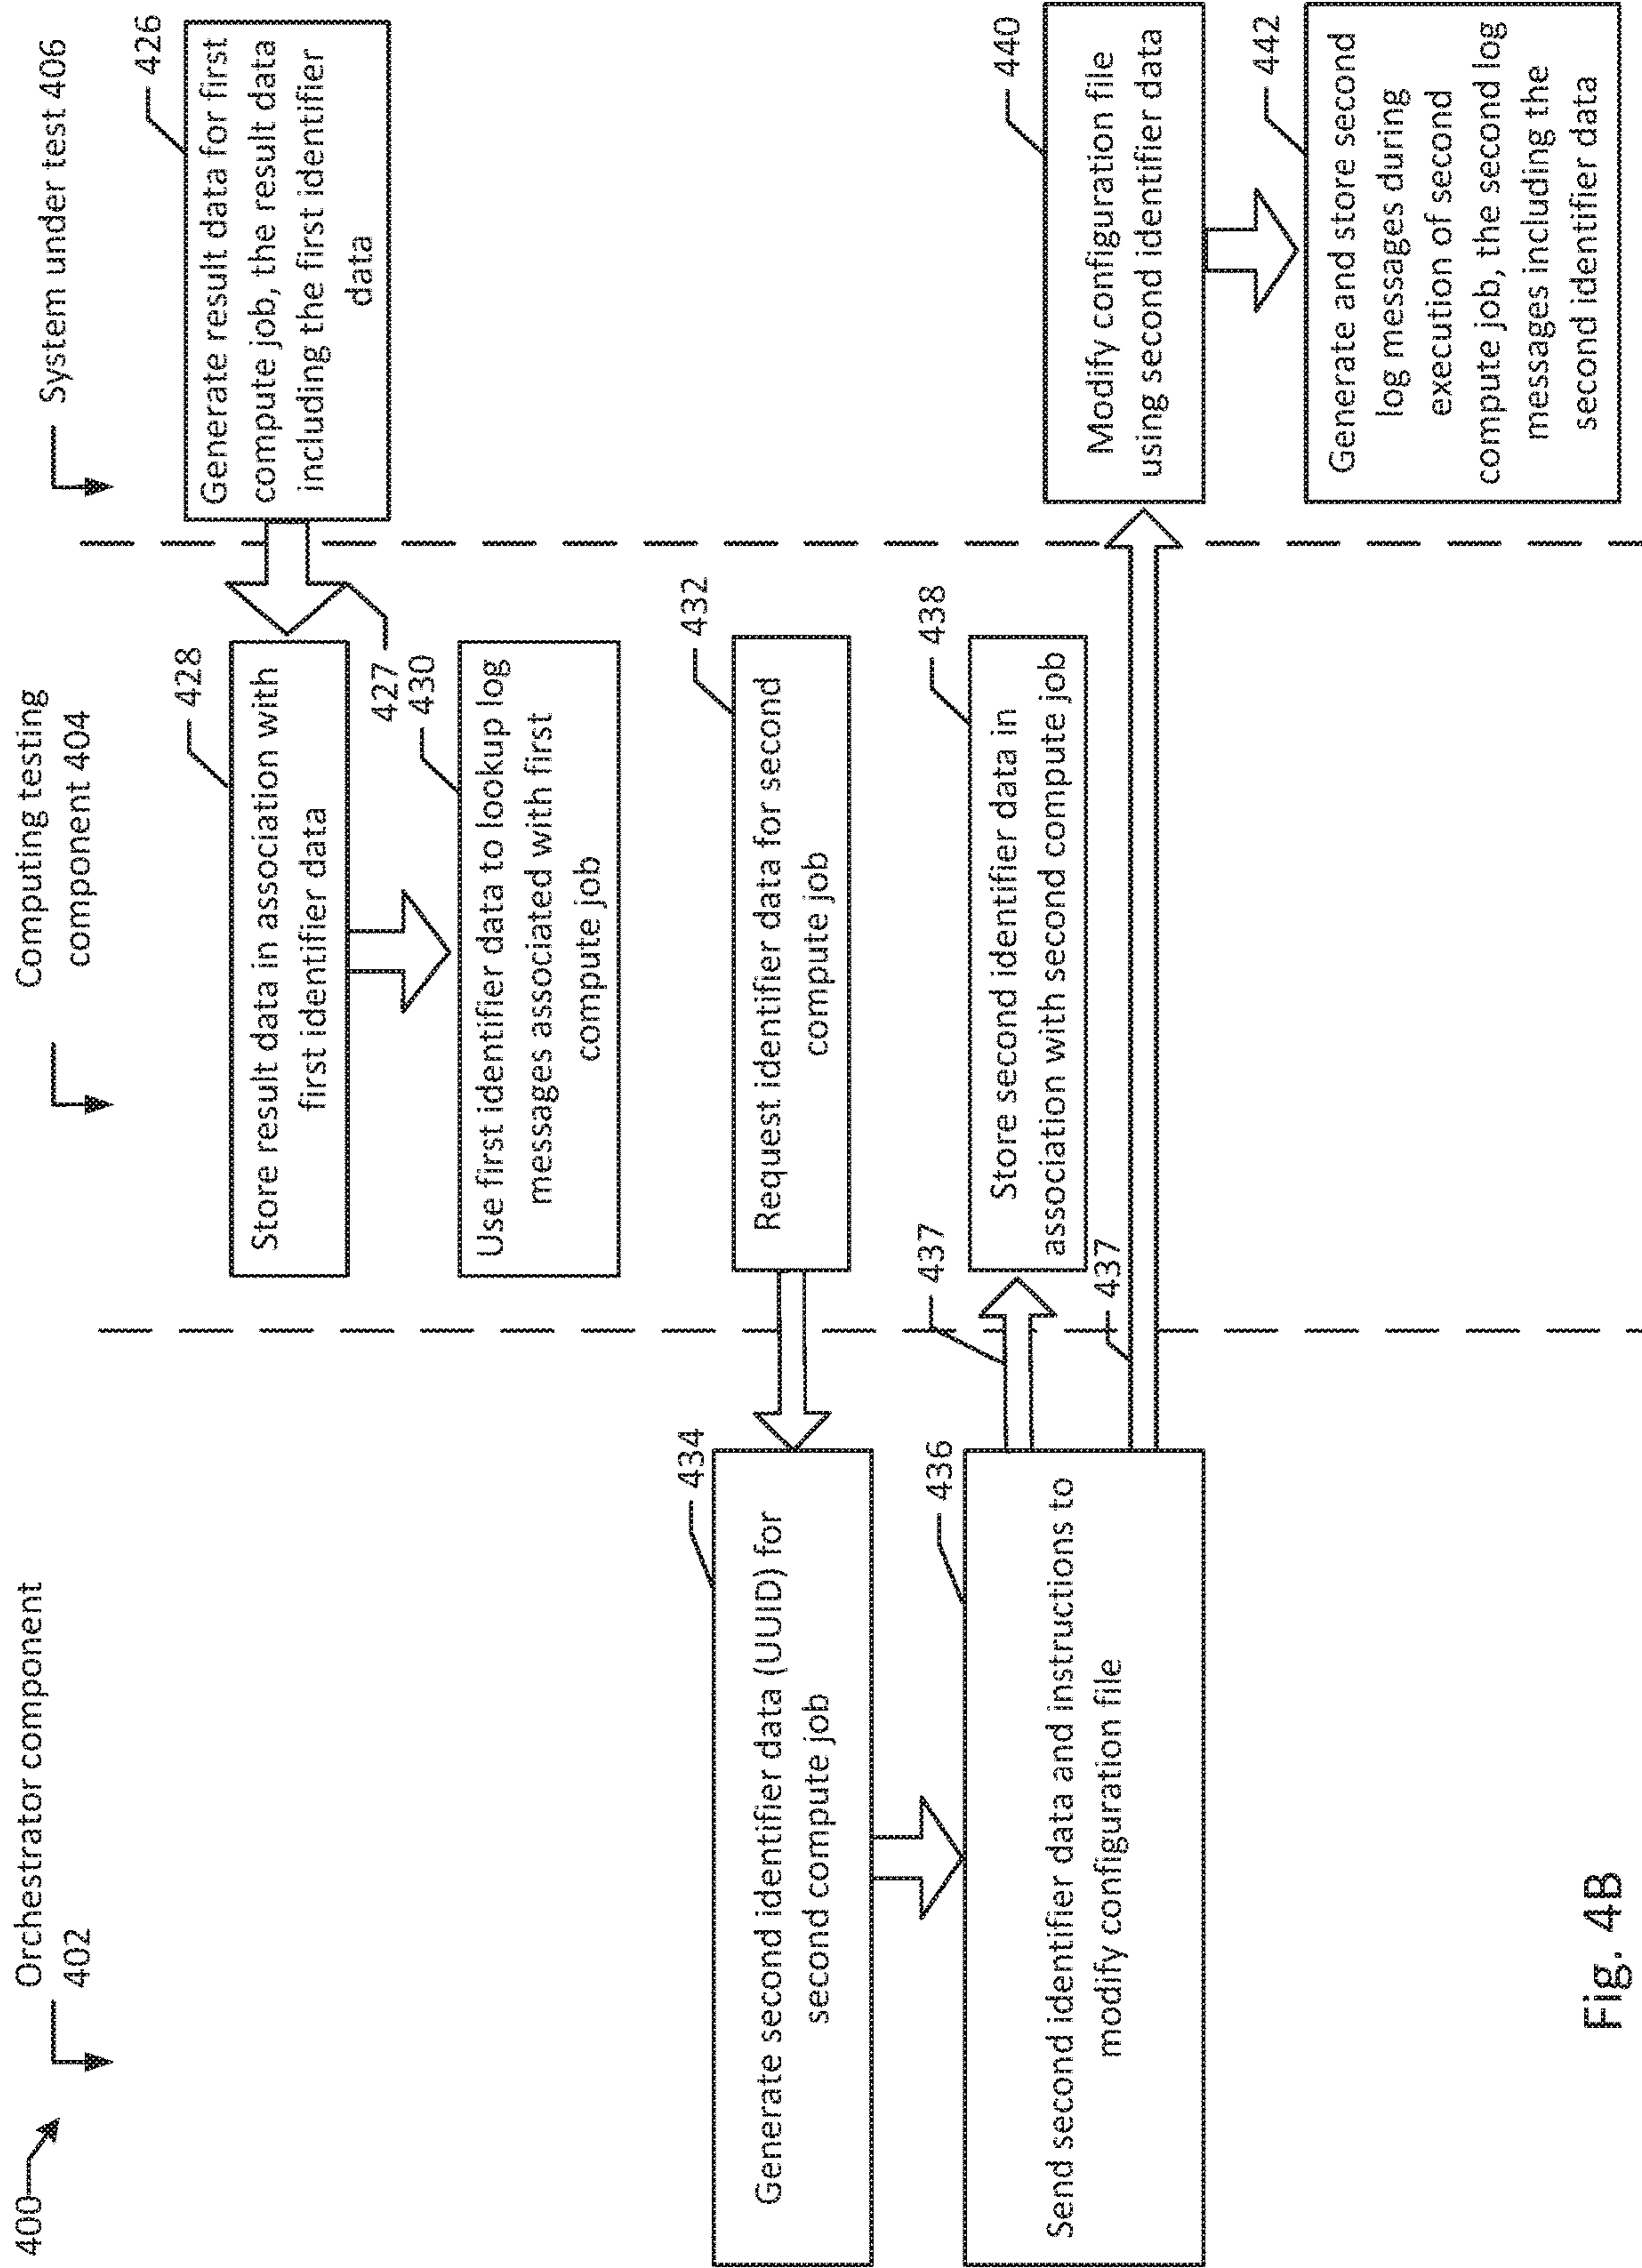 400
Orchestrator component
402
Computing testing
component 404
System under test 406
426
Generate result data for first
compute job, the result data
including the first identifier
data
427
428
Store result data in association with
first identifier data
430
Use first identifier data to lookup log
messages associated with first
compute job
432
Request identifier data for second
compute job
434
Generate second identifier data (UUID) for
second compute job
436
Send second identifier data and instructions to
modify configuration file
437
437
438
Store second identifier data in
association with second compute job
440
Modify configuration file
using second identifier data
442
Generate and store second
log messages during
execution of second
compute job, the second log
messages including the
second identifier data
Fig. 4B